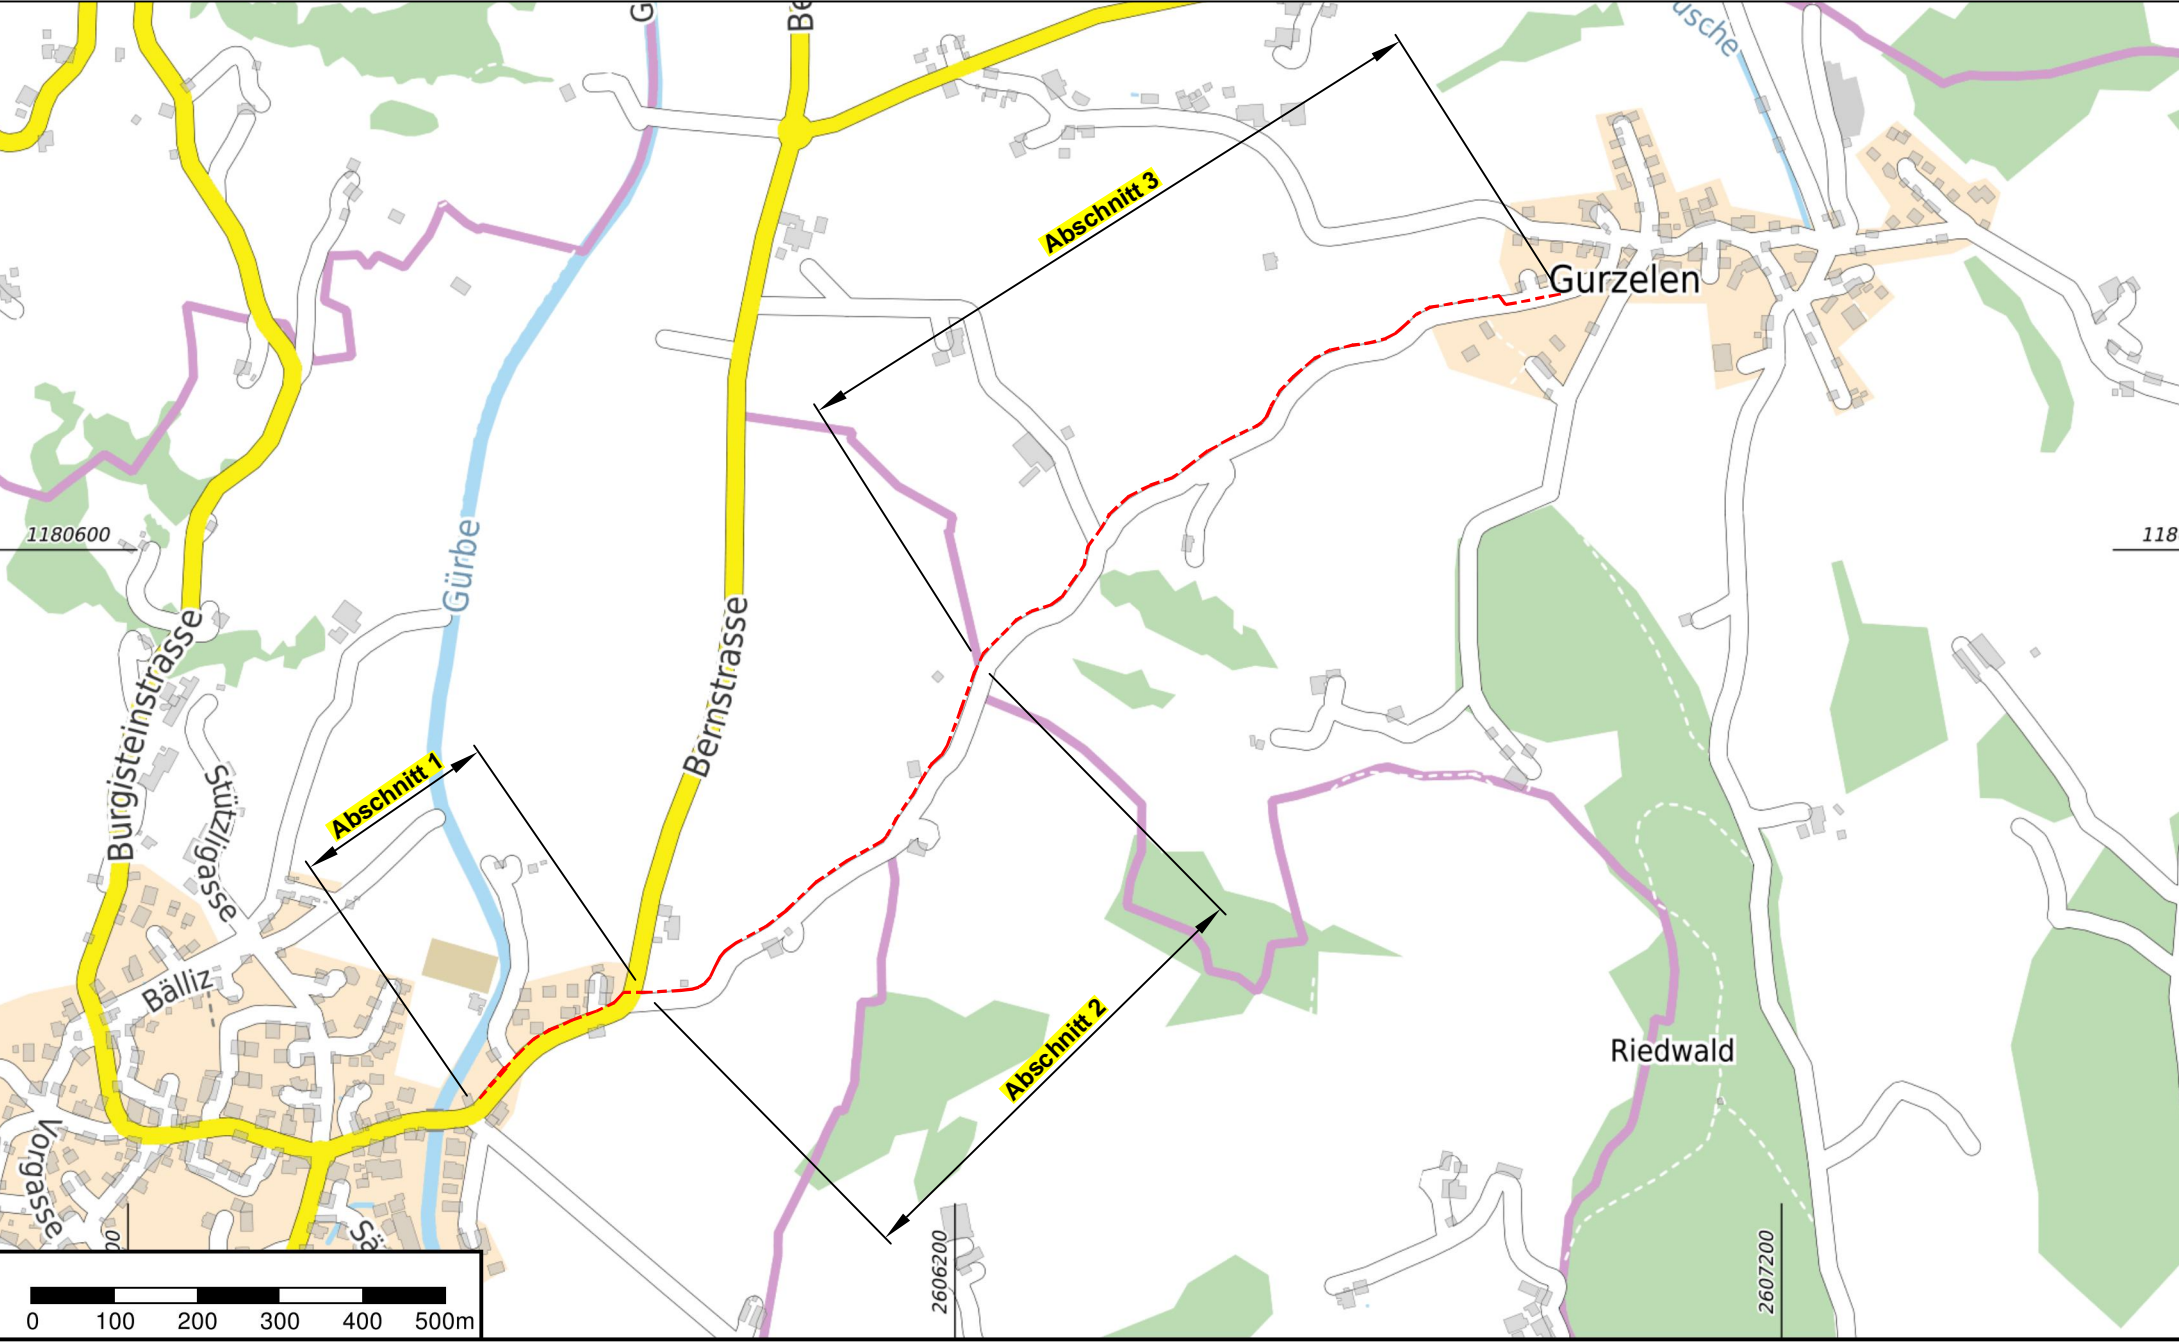 usche
Abschnitt 3
Gurzelen
1180600
118
Gürbe
Bernstrasse
Burgisteinstrasse
Stützligasse
Abschnitt 1
Bälliz
Abschnitt 2
Riedwald
Vorgasse
2606200
2607200
0 100 200 300 400 500m